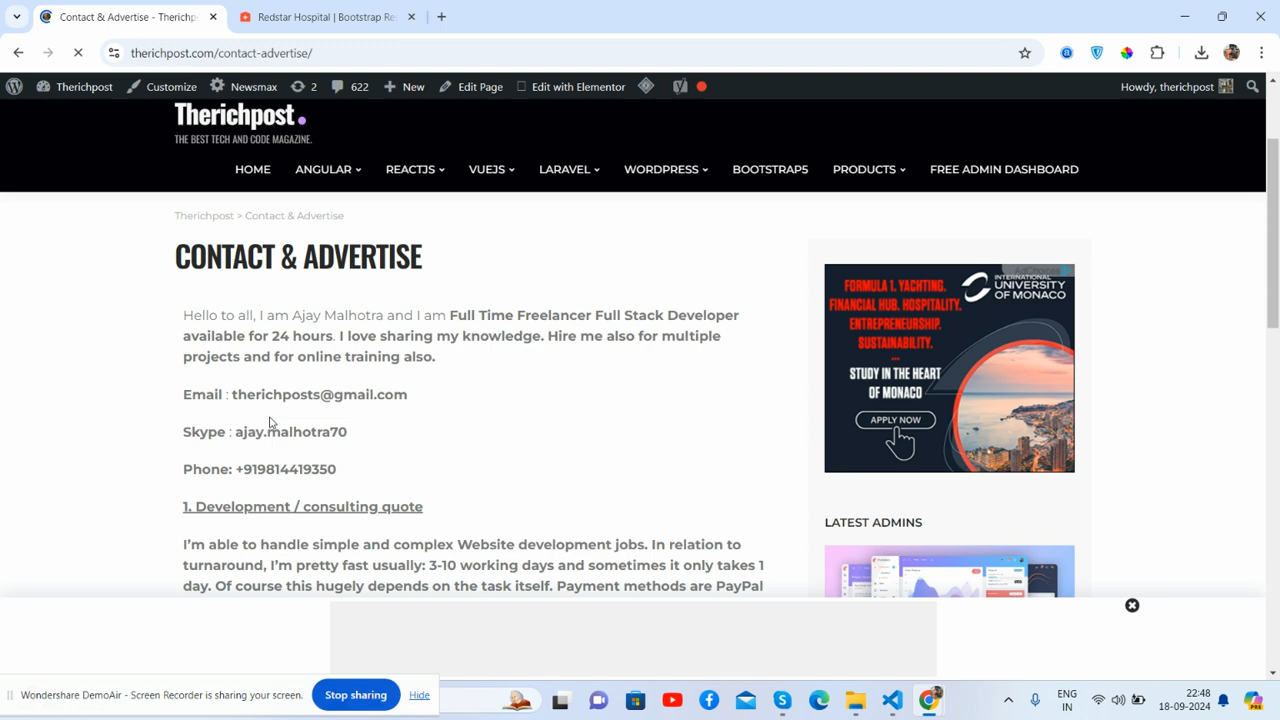 Contact & Advertise - Therichp
Redstar Hospital | Bootstrap Re
therichpost.com/contact-advertise/
Therichpost
Customize
Newsmax
2
622
New
Edit Page
Edit with Elementor
Howdy, therichpost
Therichpost
THE BEST TECH AND CODE MAGAZINE.
HOME
ANGULAR
REACTJS
VUEJS
LARAVEL
WORDPRESS
BOOTSTRAP5
PRODUCTS
FREE ADMIN DASHBOARD
Therichpost > Contact & Advertise
CONTACT & ADVERTISE
Hello to all, I am Ajay Malhotra and I am Full Time Freelancer Full Stack Developer
available for 24 hours. I love sharing my knowledge. Hire me also for multiple
projects and for online training also.
Email : therichposts@gmail.com
Skype : ajay.malhotra70
Phone: +919814419350
1. Development / consulting quote
I'm able to handle simple and complex Website development jobs. In relation to
turnround, I'm pretty fast usually: 3-10 working days and sometimes it only takes 1
day. Of course it hugely depends on the task itself. Payment methods are PayPal
FORMULA 1. YACHTING.
FINANCIAL HUB. HOSPITALITY.
ENTREPRENEURSHIP.
SUSTAINABILITY.
...
STUDY IN THE HEART
OF MONACO
APPLY NOW
INTERNATIONAL
UNIVERSITY
OF MONACO
AdChoices
LATEST ADMINS
Wondershare DemoAir - Screen Recorder is sharing your screen.
Stop sharing
Hide
ENG
IN
22:48
18-09-2024
PRE